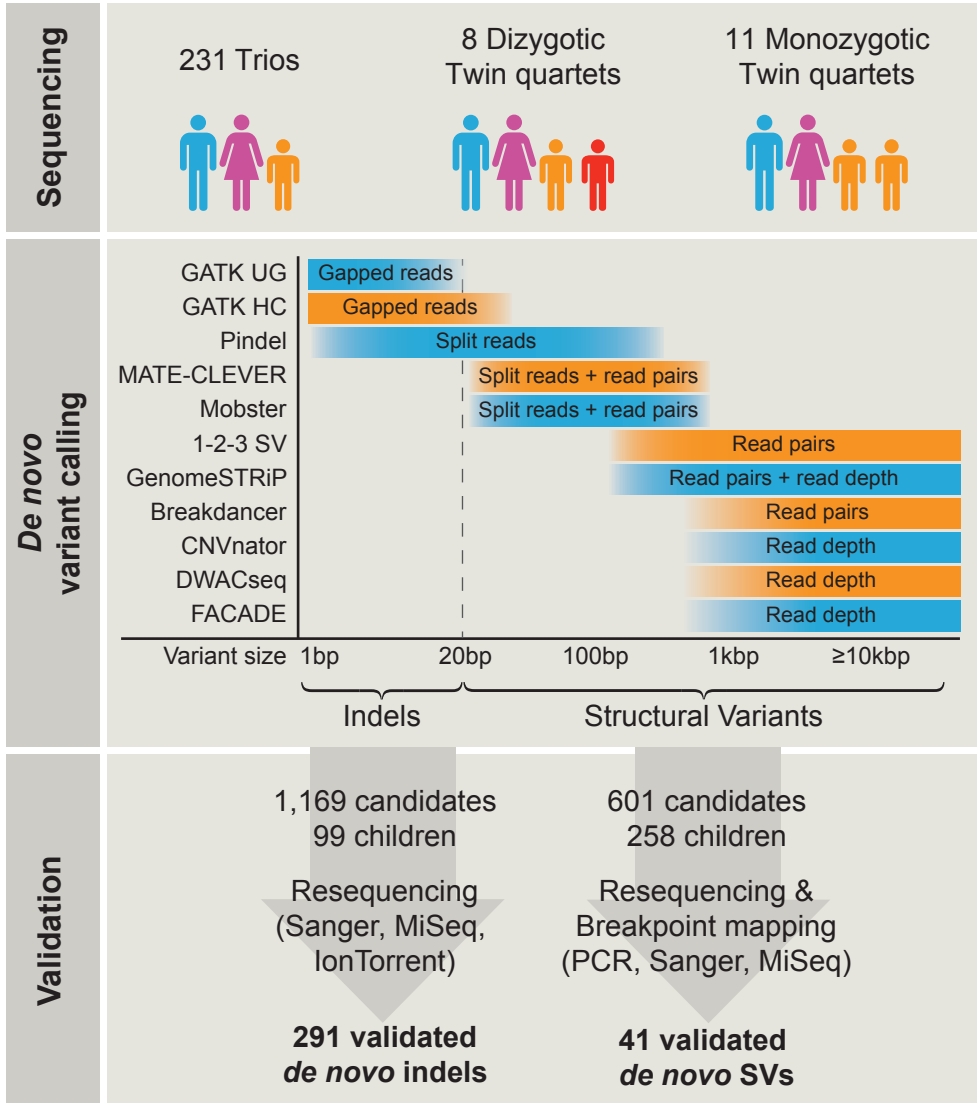 Sequencing
231 Trios
8 Dizygotic
Twin quartets
11 Monozygotic
Twin quartets
De novo
variant calling
GATK UG
Gapped reads
GATK HC
Gapped reads
Pindel
Split reads
MATE-CLEVER
Split reads + read pairs
Mobster
Split reads + read pairs
1-2-3 SV
Read pairs
GenomeSTRiP
Read pairs + read depth
Breakdancer
Read pairs
CNVnator
Read depth
DWACseq
Read depth
FACADE
Read depth
Variant size 1bp 20bp 100bp 1kbp ≥10kbp
Indels
Structural Variants
Validation
1,169 candidates
99 children
Resequencing
(Sanger, MiSeq,
IonTorrent)
291 validated
de novo indels
601 candidates
258 children
Resequencing &
Breakpoint mapping
(PCR, Sanger, MiSeq)
41 validated
de novo SVs